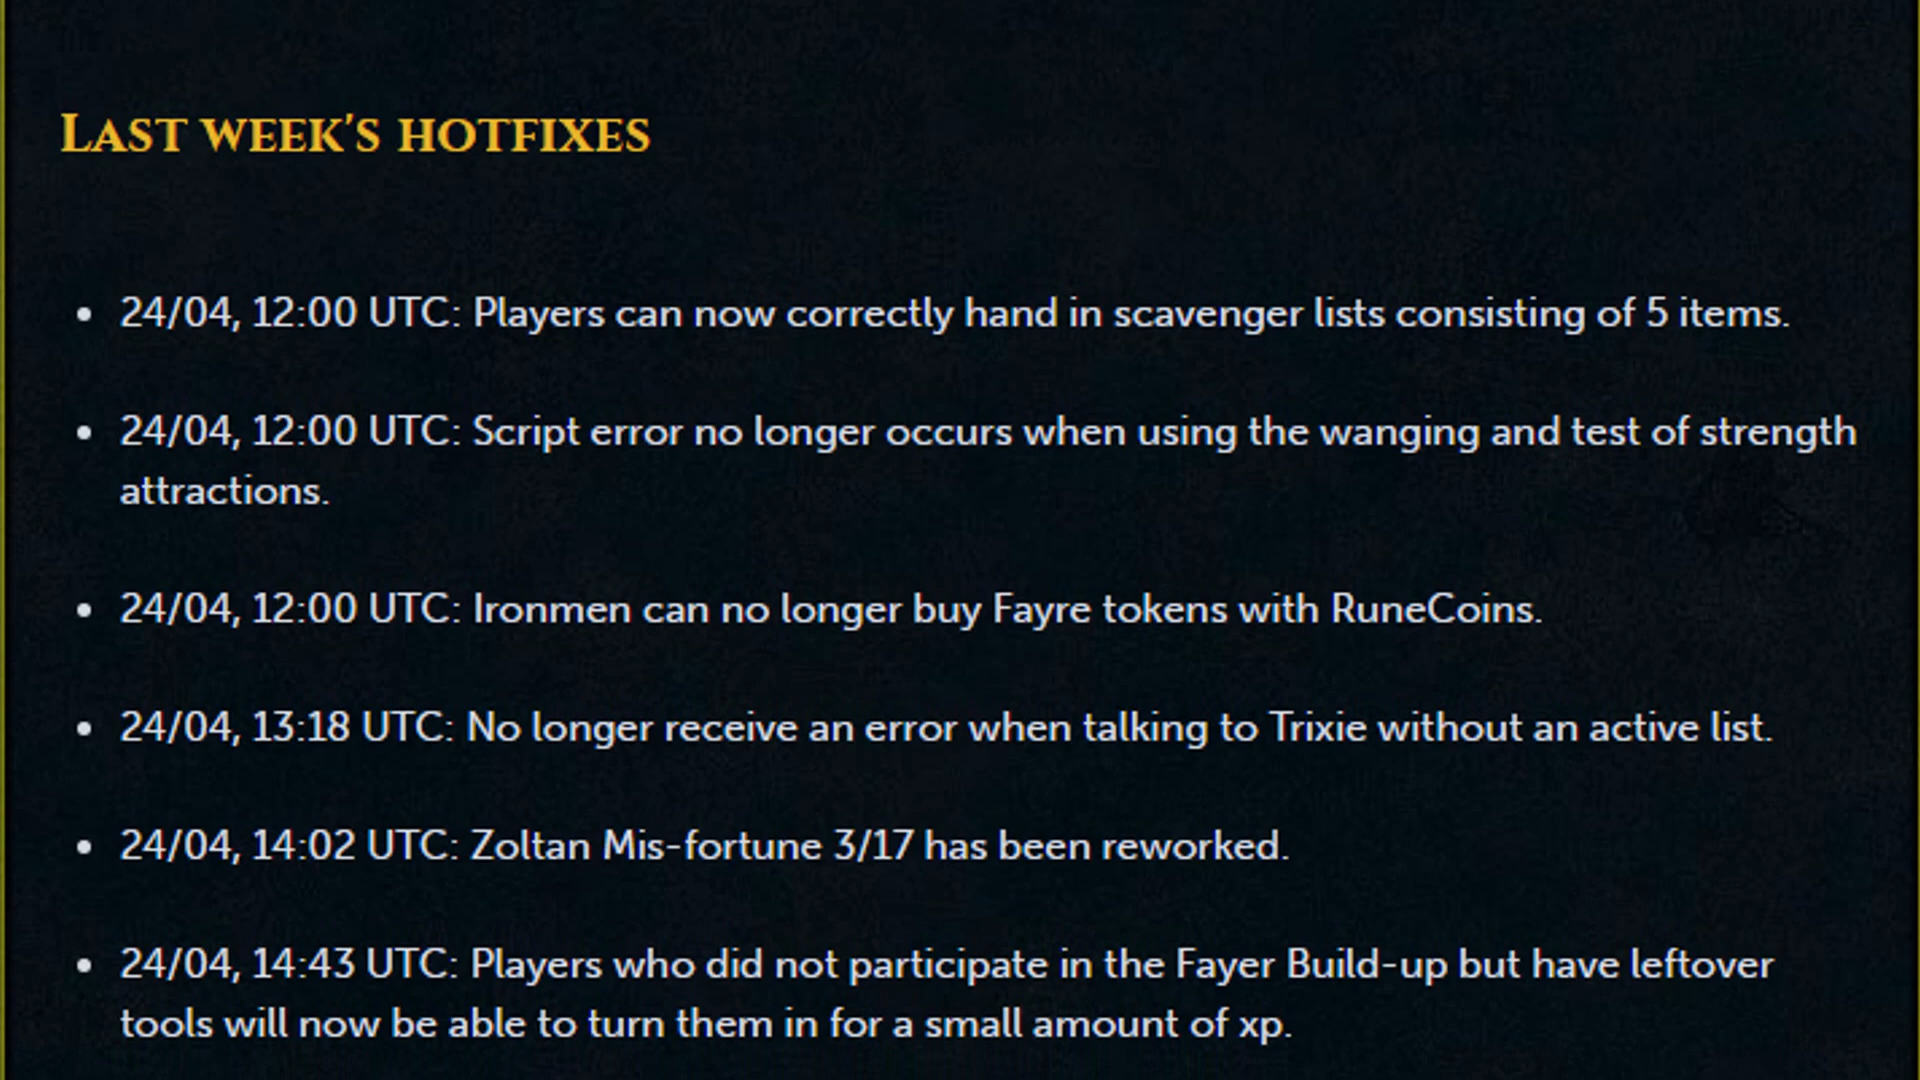 Last week's hotfixes
• 24/04, 12:00 UTC: Players can now correctly hand in scavenger lists consisting of 5 items.
• 24/04, 12:00 UTC: Script error no longer occurs when using the wanging and test of strength
attractions.
• 24/04, 12:00 UTC: Ironmen can no longer buy Fayre tokens with RuneCoins.
• 24/04, 13:18 UTC: No longer receive an error when talking to Trixie without an active list.
• 24/04, 14:02 UTC: Zoltan Mis-fortune 3/17 has been reworked.
• 24/04, 14:43 UTC: Players who did not participate in the Fayer Build-up but have leftover
tools will now be able to turn them in for a small amount of xp.